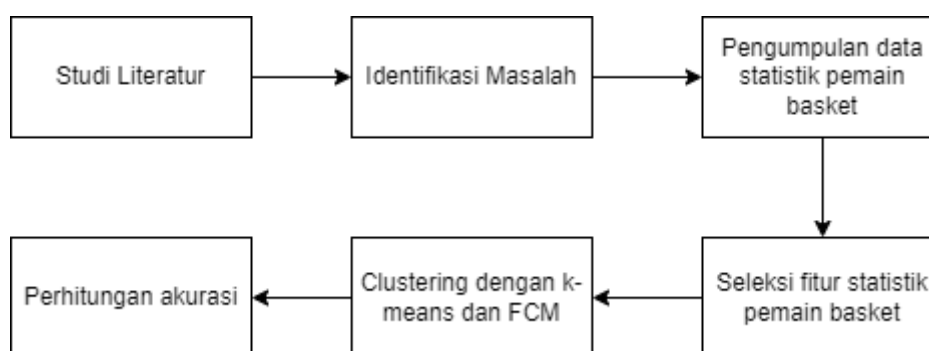 Studi Literatur
Identifikasi Masalah
Pengumpulan data
statistik pemain
basket
Seleksi fitur statistik
pemain basket
Clustering dengan k-
means dan FCM
Perhitungan akurasi